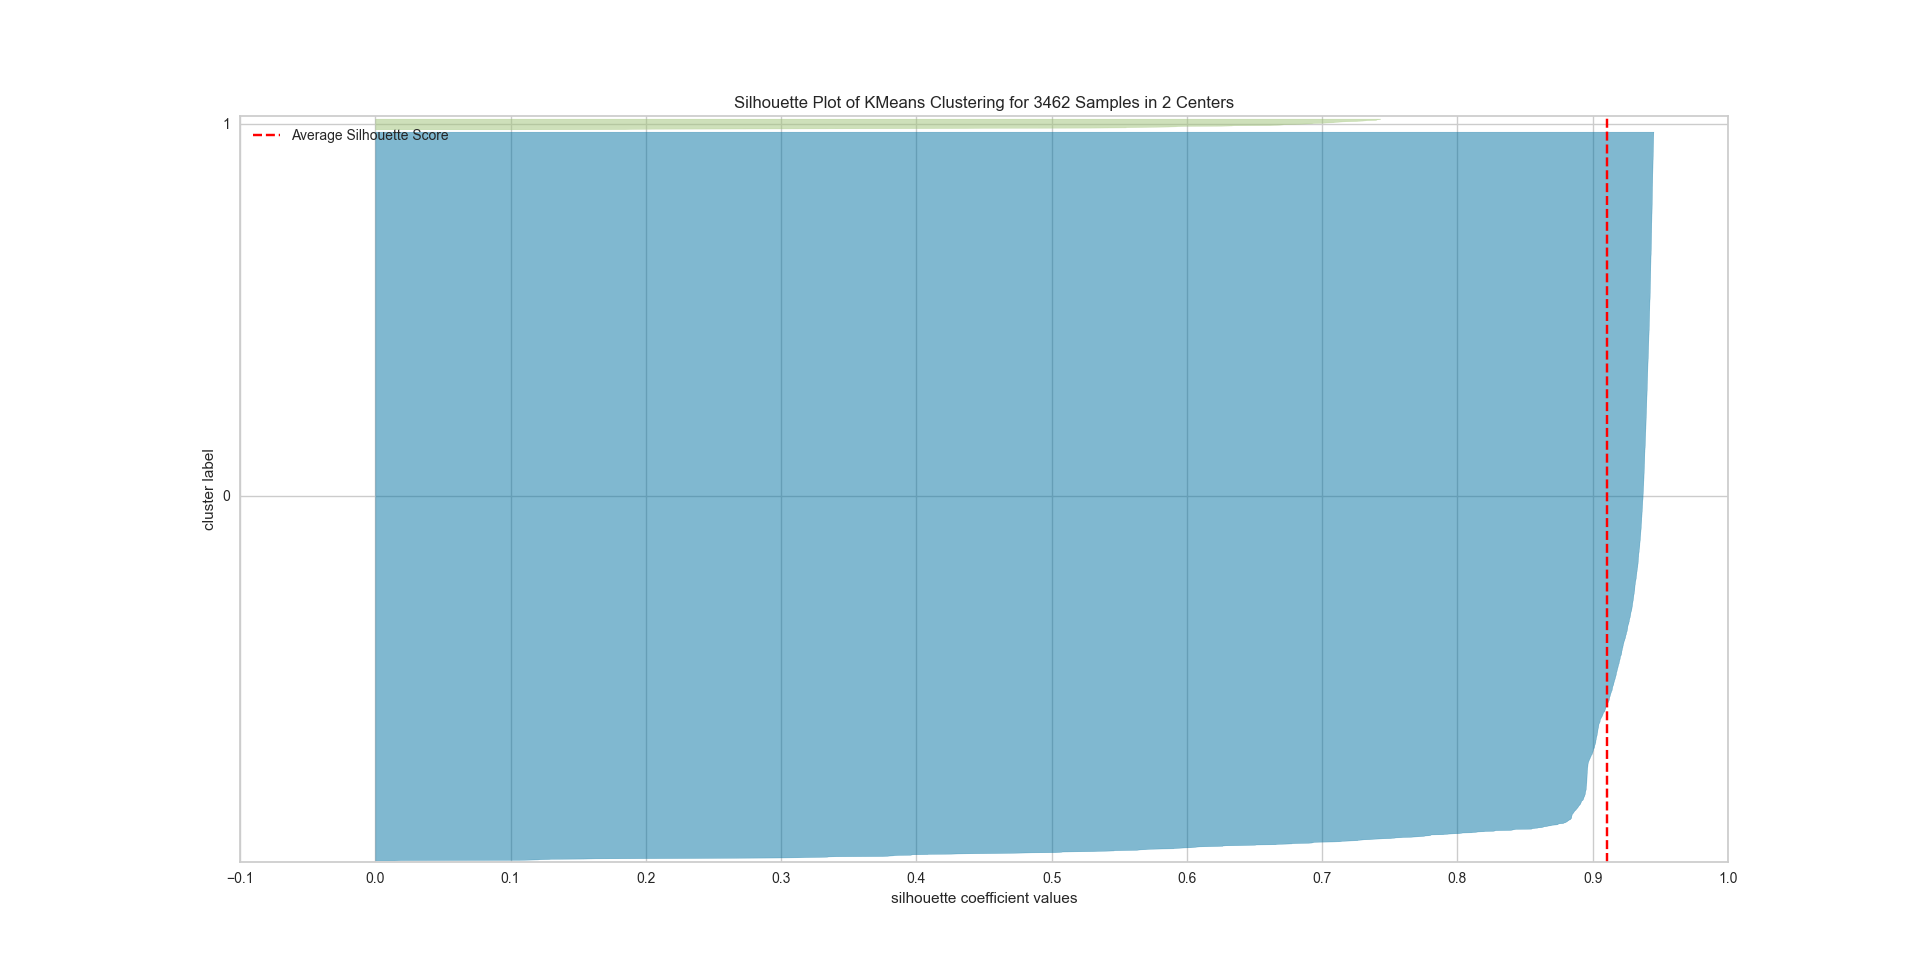 Silhouette Plot of KMeans Clustering for 3462 Samples in 2 Centers
1
Average Silhouette Score
0
cluster label
−0.1 0.0 0.1 0.2 0.3 0.4 0.5 0.6 0.7 0.8 0.9 1.0
silhouette coefficient values